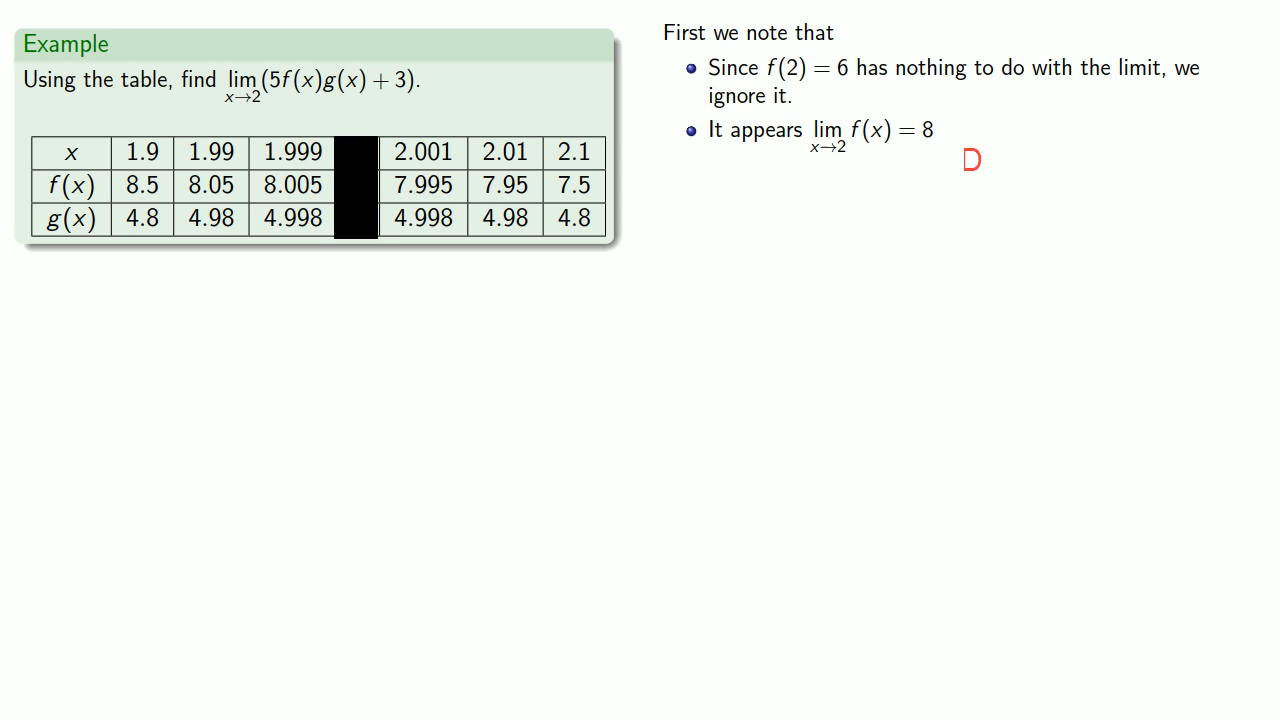 Example
Using the table, find lim (5f(x)g(x) + 3).
x→2
x 1.9 1.99 1.999 2.001 2.01 2.1
f(x) 8.5 8.05 8.005 7.995 7.95 7.5
g(x) 4.8 4.98 4.998 4.998 4.98 4.8
First we note that
Since f(2) = 6 has nothing to do with the limit, we
ignore it.
It appears lim f(x) = 8
x→2
D